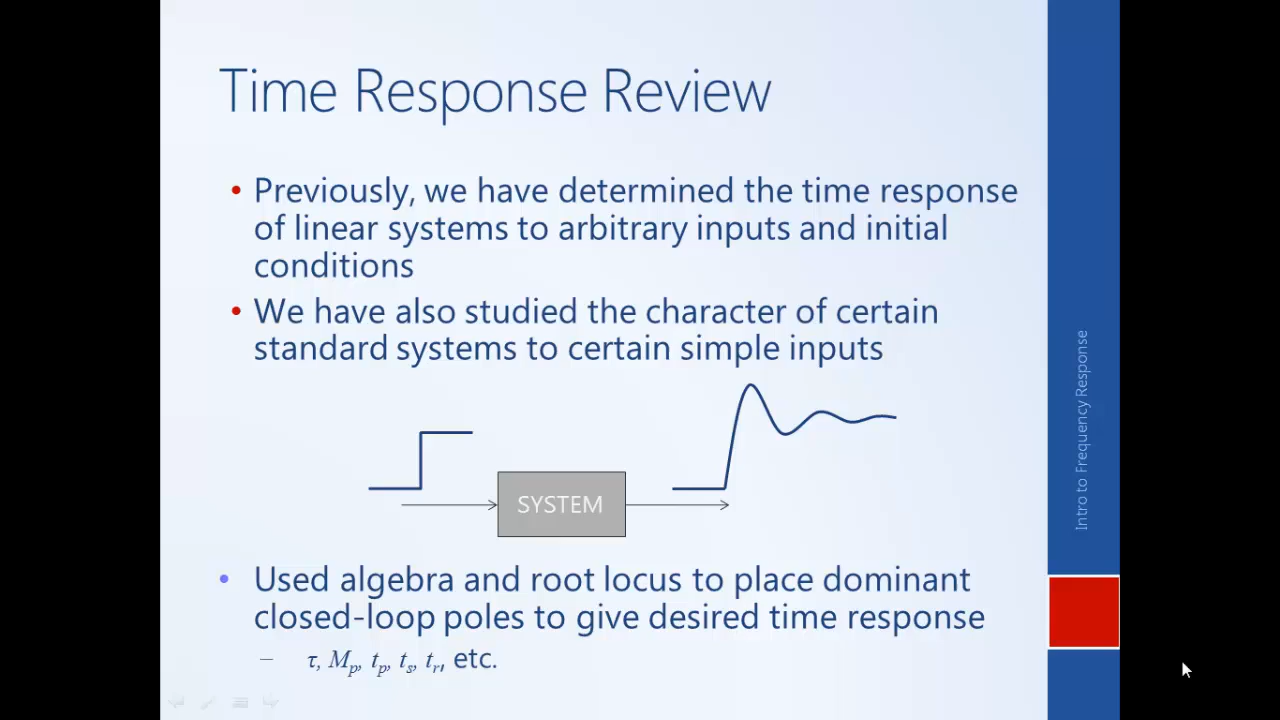 Time Response Review
• Previously, we have determined the time response
of linear systems to arbitrary inputs and initial
conditions
• We have also studied the character of certain
standard systems to certain simple inputs
SYSTEM
• Used algebra and root locus to place dominant
closed-loop poles to give desired time response
– τ, Mp, tp, ts, tr, etc.
Intro to Frequency Response